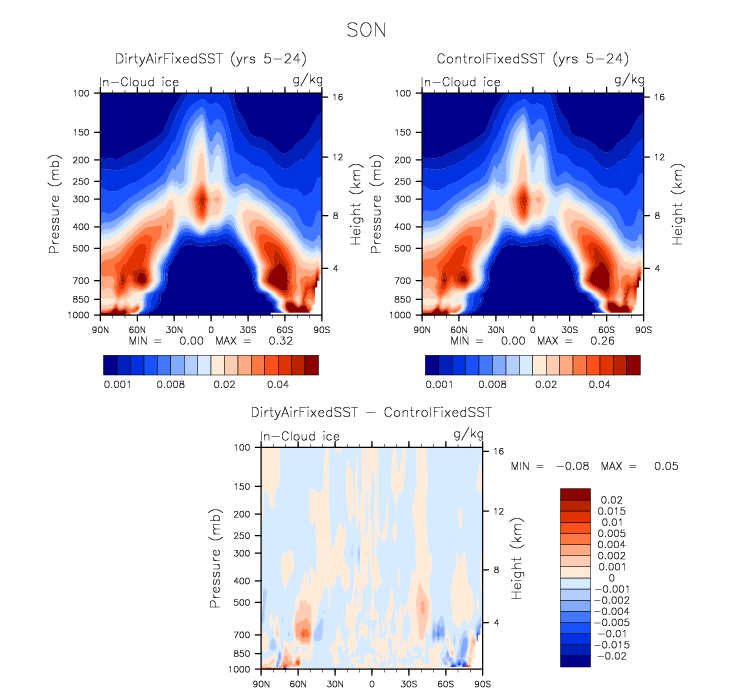 SON
DirtyAirFixedSST (yrs 5−24)
In−Cloud ice g/kg
Pressure (mb)
100
150
200
250
300
400
500
700
850
1000
16
12
8
4
Height (km)
90N 60N 30N 0 30S 60S 90S
MIN = 0.00 MAX = 0.32
0.001 0.008 0.02 0.04
ControlFixedSST (yrs 5−24)
In−Cloud ice g/kg
Pressure (mb)
100
150
200
250
300
400
500
700
850
1000
16
12
8
4
Height (km)
90N 60N 30N 0 30S 60S 90S
MIN = 0.00 MAX = 0.26
0.001 0.008 0.02 0.04
DirtyAirFixedSST − ControlFixedSST
In−Cloud ice g/kg
Pressure (mb)
100
150
200
250
300
400
500
700
850
1000
16
12
8
4
Height (km)
90N 60N 30N 0 30S 60S 90S
MIN = −0.08 MAX = 0.05
0.02
0.015
0.01
0.005
0.004
0.002
0.001
0
−0.001
−0.002
−0.004
−0.005
−0.01
−0.015
−0.02